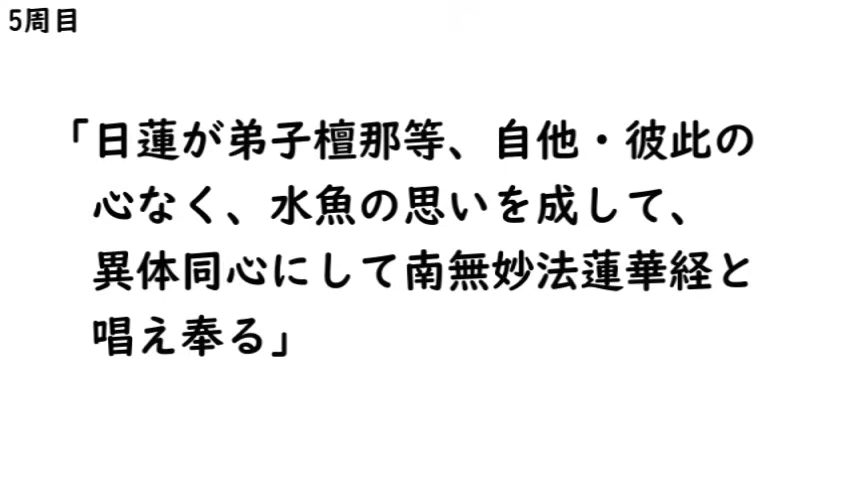 5周目
「日蓮が弟子檀那等、自他・彼此の
心なく、水魚の思いを成して、
異体同心にして南無妙法蓮華経と
唱え奉る」